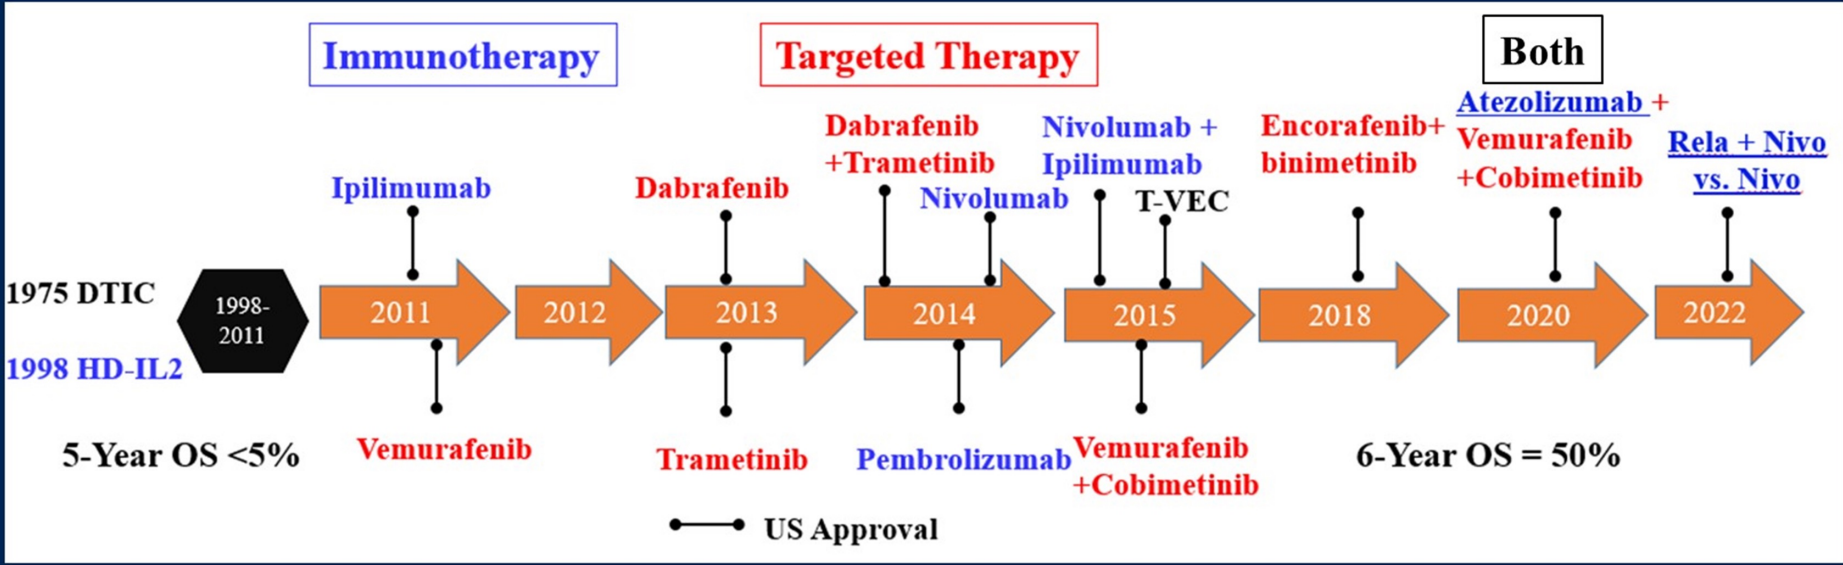 Immunotherapy
Targeted Therapy
Both
Ipilimumab
Dabrafenib
Dabrafenib
+Trametinib
Nivolumab
Nivolumab +
Ipilimumab
T-VEC
Encorafenib+
binimetinib
Atezolizumab +
Vemurafenib
+Cobimetinib
Rela + Nivo
vs. Nivo
1975 DTIC
1998 HD-IL2
1998-
2011
2011
2012
2013
2014
2015
2018
2020
2022
5-Year OS <5%
Vemurafenib
Trametinib
Pembrolizumab
Vemurafenib
+Cobimetinib
6-Year OS = 50%
US Approval